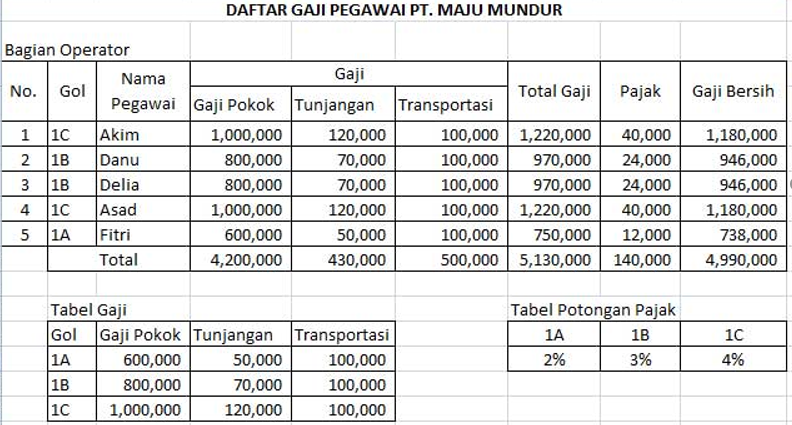 DAFTAR GAJI PEGAWAI PT. MAJU MUNDUR
Bagian Operator
No. Gol Nama Pegawai Gaji Total Gaji Pajak Gaji Bersih
Gaji Pokok Tunjangan Transportasi
1 1C Akim 1,000,000 120,000 100,000 1,220,000 40,000 1,180,000
2 1B Danu 800,000 70,000 100,000 970,000 24,000 946,000
3 1B Delia 800,000 70,000 100,000 970,000 24,000 946,000
4 1C Asad 1,000,000 120,000 100,000 1,220,000 40,000 1,180,000
5 1A Fitri 600,000 50,000 100,000 750,000 12,000 738,000
Total 4,200,000 430,000 500,000 5,130,000 140,000 4,990,000
Tabel Gaji
Gol Gaji Pokok Tunjangan Transportasi
1A 600,000 50,000 100,000
1B 800,000 70,000 100,000
1C 1,000,000 120,000 100,000
Tabel Potongan Pajak
1A 1B 1C
2% 3% 4%